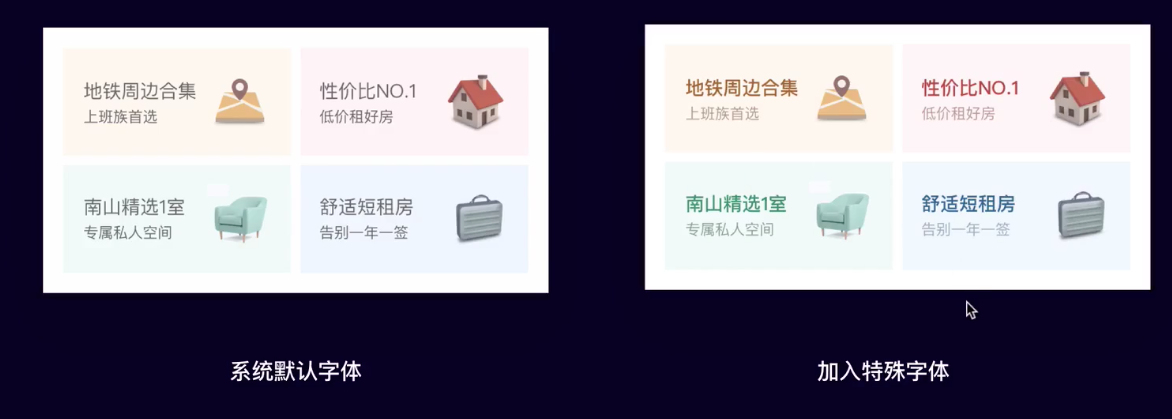 地铁周边合集
上班族首选
性价比NO.1
低价租好房
南山精选1室
专属私人空间
舒适短租房
告别一年一签
系统默认字体
地铁周边合集
上班族首选
性价比NO.1
低价租好房
南山精选1室
专属私人空间
舒适短租房
告别一年一签
加入特殊字体